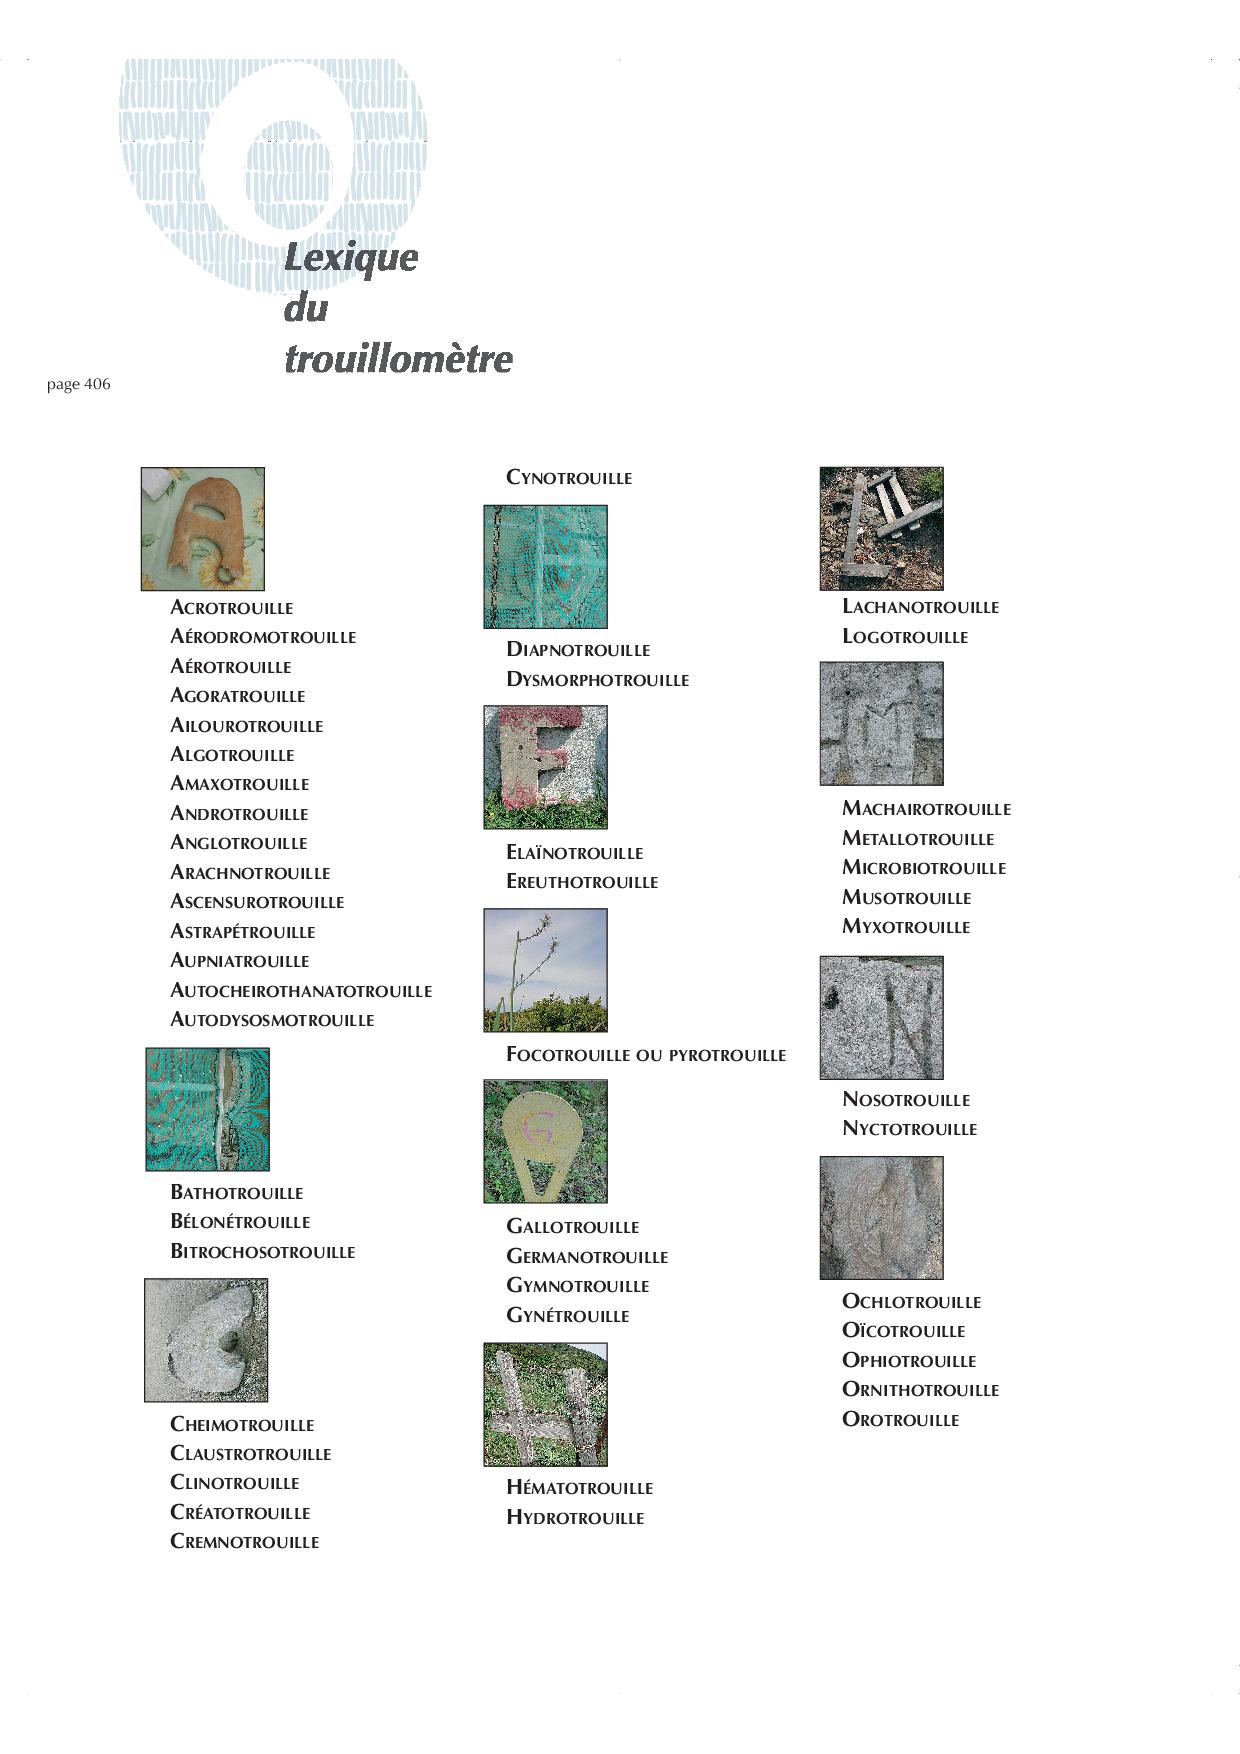 Lexique
du
trouillomètre
page 406
A
ACROTROUILLE
AÉRODROMOTROUILLE
AÉROTROUILLE
AGORATROUILLE
AILOUROTROUILLE
ALGOTROUILLE
AMAXOTROUILLE
ANDROTROUILLE
ANGLOTROUILLE
ARACHNOTROUILLE
ASCENSUROTROUILLE
ASTRAPÉTROUILLE
AUPNIATROUILLE
AUTOCHEIROTHANATOTROUILLE
AUTODYSOSMOTROUILLE
BATHOTROUILLE
BÉLONÉTROUILLE
BITROCHOSOTROUILLE
CHEIMOTROUILLE
CLAUSTROTROUILLE
CLINOTROUILLE
CRÉATOTROUILLE
CREMNOTROUILLE
CYNOTROUILLE
DIAPNOTROUILLE
DYSMORPHOTROUILLE
E
ELAÏNOTROUILLE
EREUTHOTROUILLE
FOCOTROUILLE OU PYROTROUILLE
G
GALLOTROUILLE
GERMANOTROUILLE
GYMNOTROUILLE
GYNÉTROUILLE
H
HÉMATOTROUILLE
HYDROTROUILLE
LACHANOTROUILLE
LOGOTROUILLE
M
MACHAIROTROUILLE
METALLOTROUILLE
MICROBIOTROUILLE
MUSOTROUILLE
MYXOTROUILLE
N
NOSOTROUILLE
NYCTOTROUILLE
OCHLOTROUILLE
OÏCOTROUILLE
OPHIOTROUILLE
ORNITHOTROUILLE
OROTROUILLE